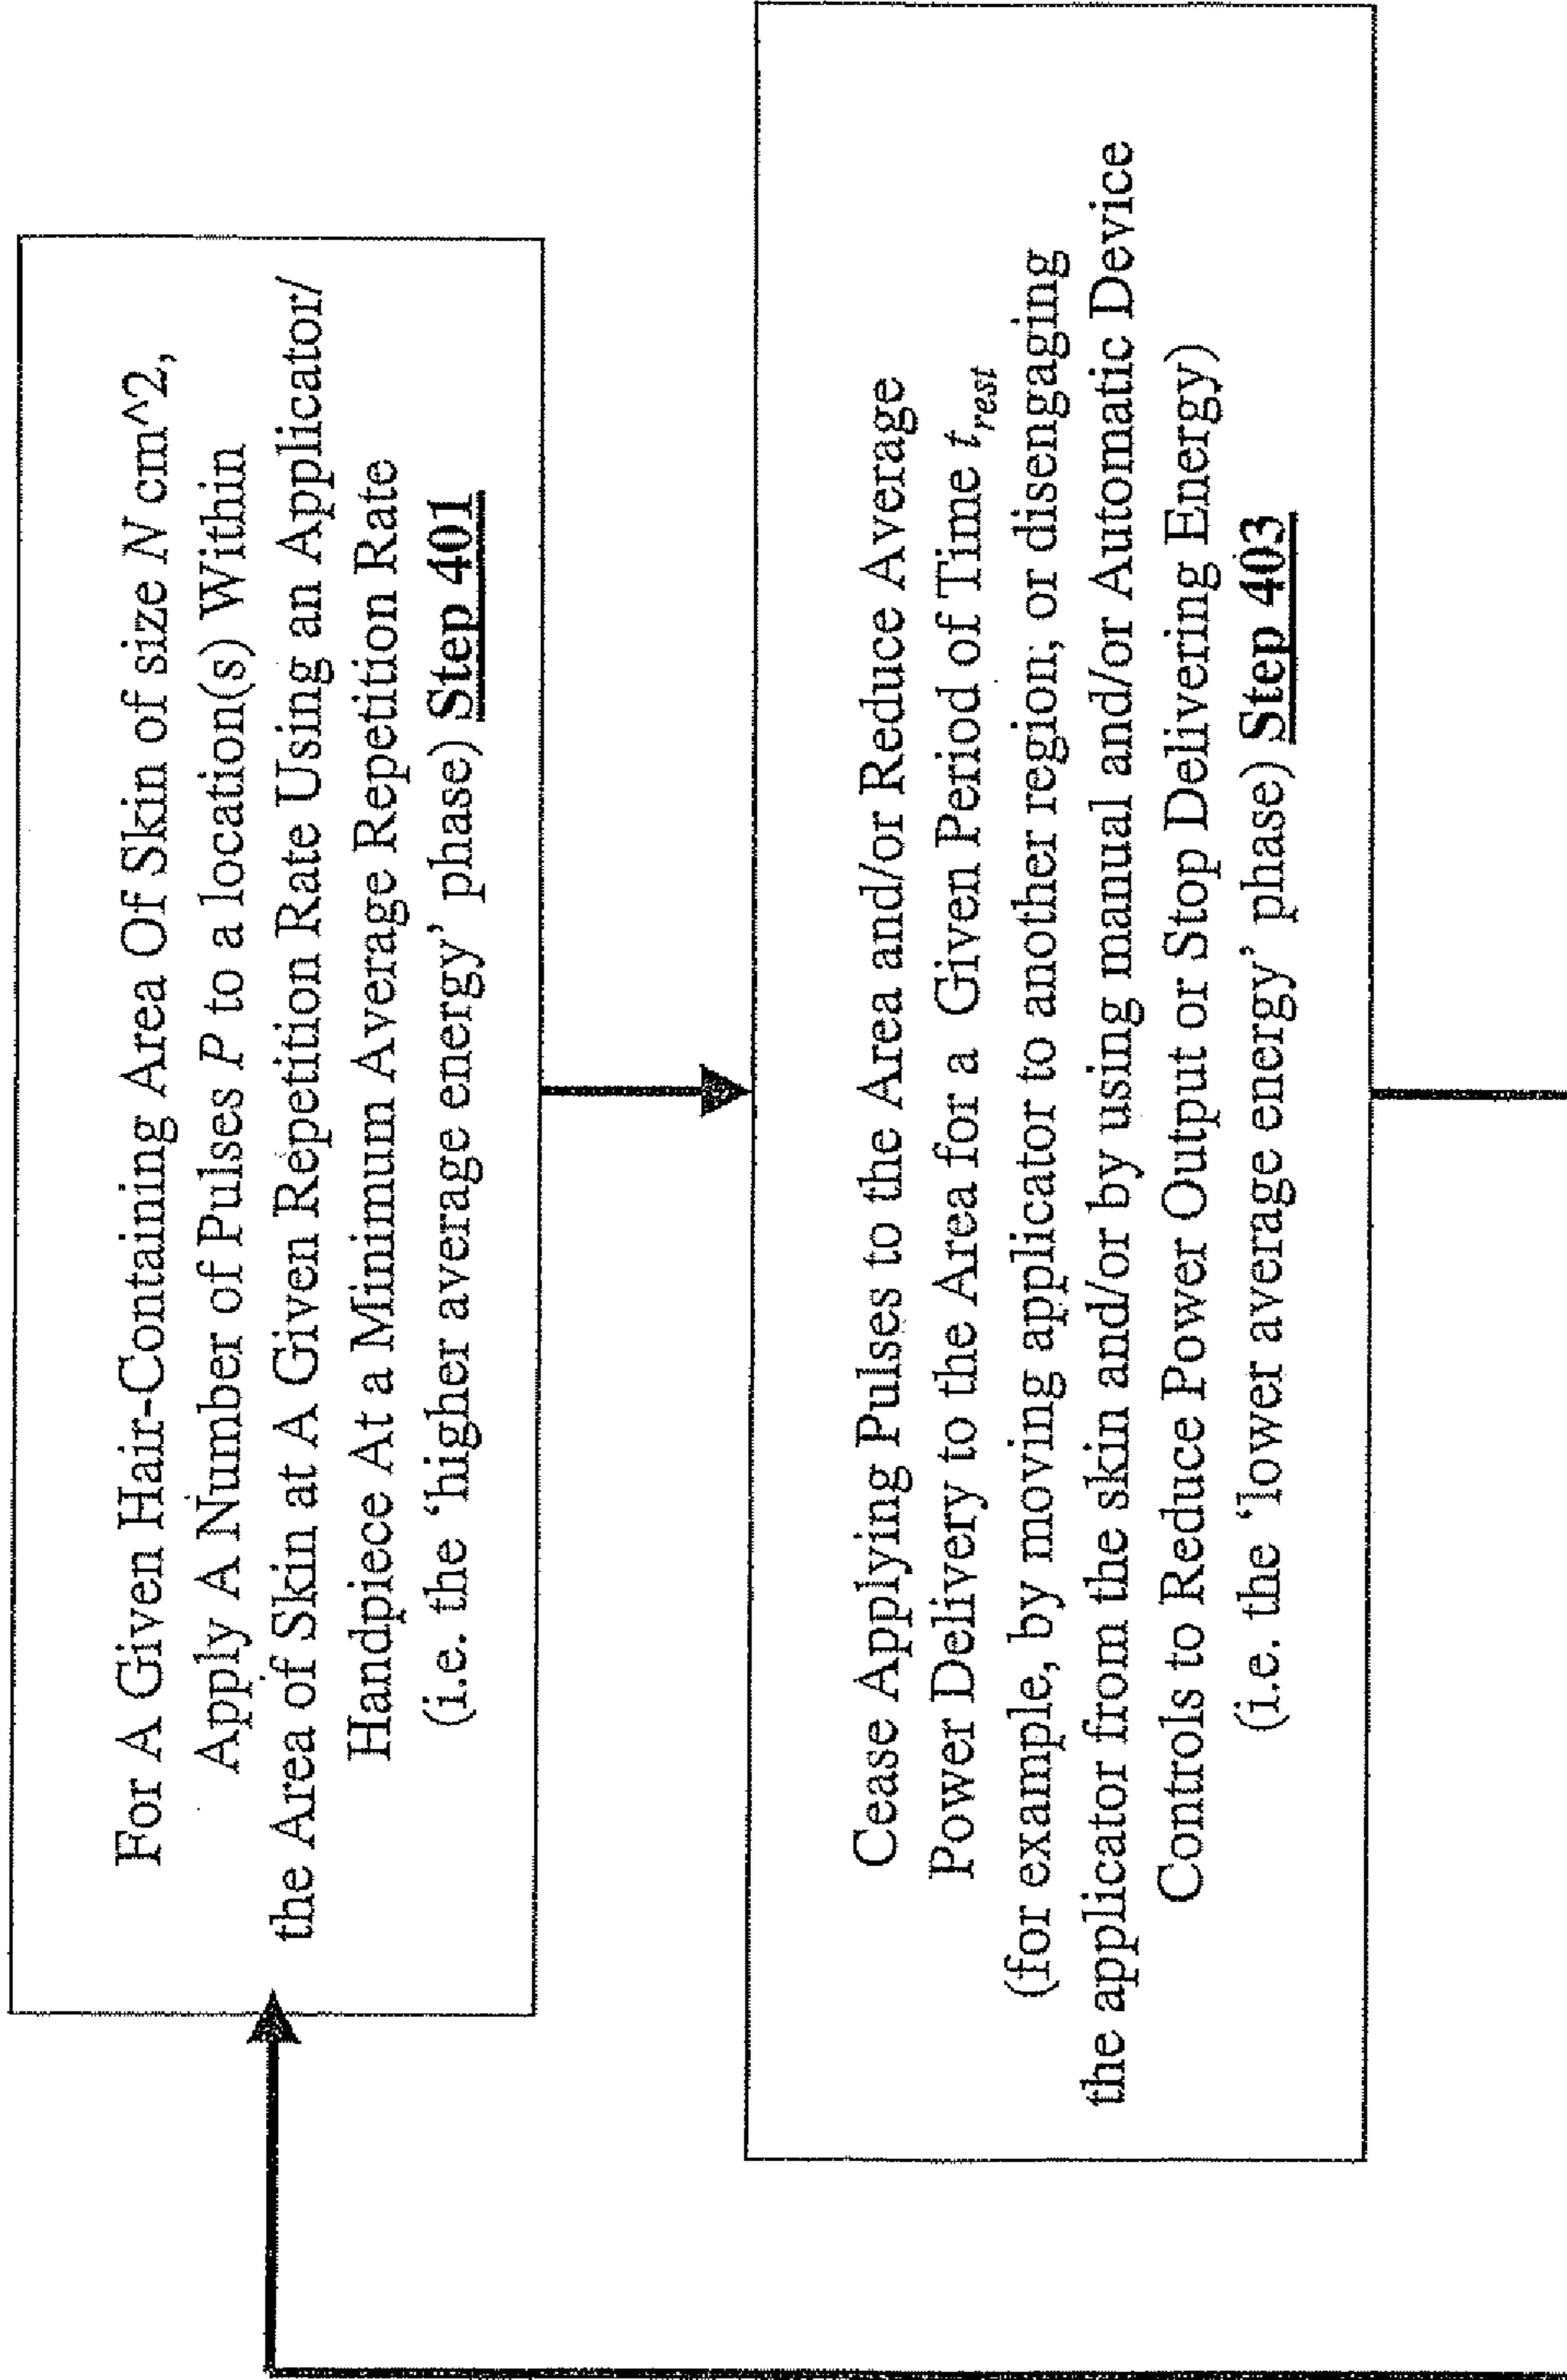 For A Given Hair-Containing Area Of Skin of size N cm^2,
Apply A Number of Pulses P to a location(s) Within
the Area of Skin at A Given Repetition Rate Using an Applicator/
Handpiece At a Minimum Average Repetition Rate
(i.e. the ‘higher average energy’ phase) Step 401
Cease Applying Pulses to the Area and/or Reduce Average
Power Delivery to the Area for a Given Period of Time t_rest
(for example, by moving applicator to another region, or disengaging
the applicator from the skin and/or by using manual and/or Automatic Device
Controls to Reduce Power Output or Stop Delivering Energy)
(i.e. the ‘lower average energy’ phase) Step 403